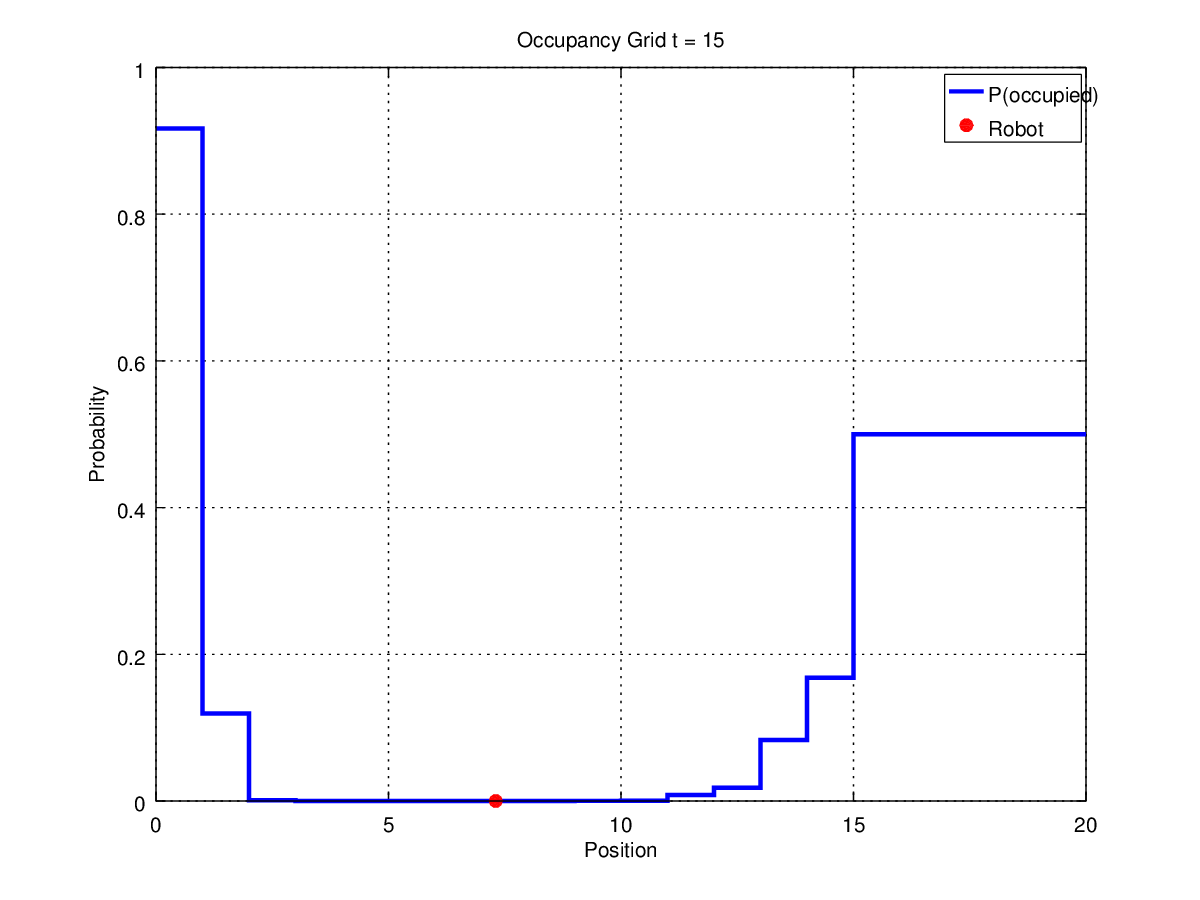 Occupancy Grid t = 15
P(occupied)
Robot
1
0.8
0.6
0.4
0.2
0
Probability
0 5 10 15 20
Position